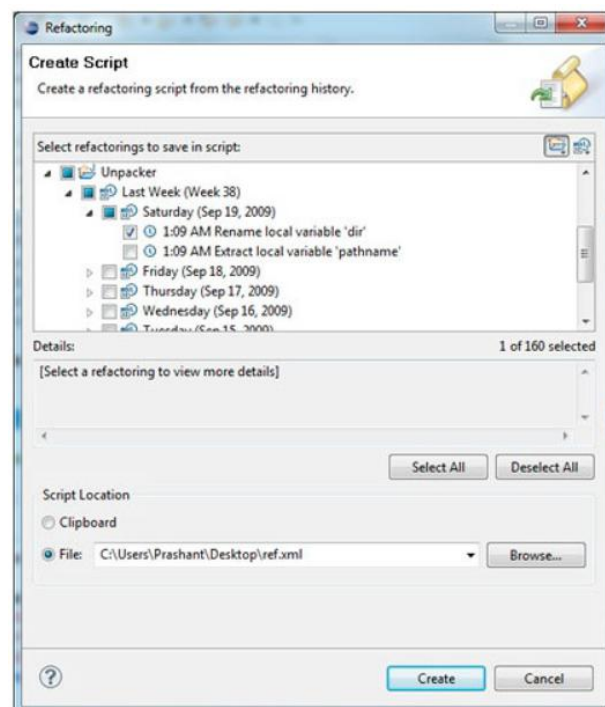 Refactoring
Create Script
Create a refactoring script from the refactoring history.
Select refactorings to save in script:
Unpacker
Last Week (Week 38)
Saturday (Sep 19, 2009)
1:09 AM Rename local variable 'dir'
1:09 AM Extract local variable 'pathname'
Friday (Sep 18, 2009)
Thursday (Sep 17, 2009)
Wednesday (Sep 16, 2009)
Tuesday (Sep 15, 2009)
Details:
1 of 160 selected
[Select a refactoring to view more details]
Select All
Deselect All
Script Location
Clipboard
File:
C:\Users\Prashant\Desktop\ref.xml
Browse...
Create
Cancel